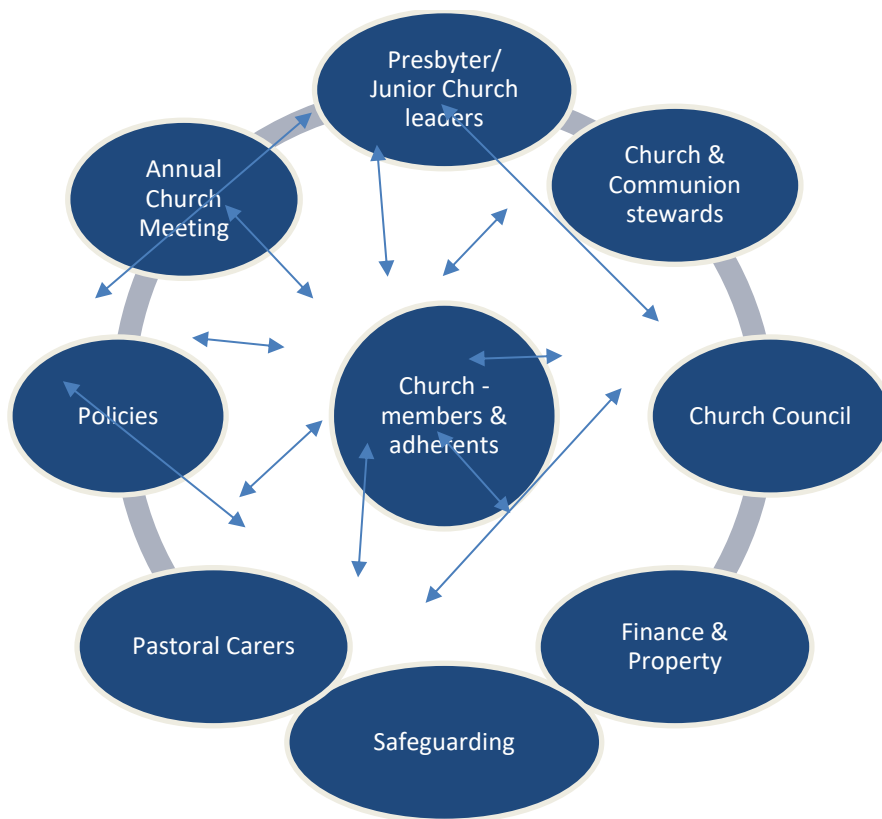 Presbyter/
Junior Church
leaders
Church &
Communion
stewards
Church Council
Finance &
Property
Safeguarding
Pastoral Carers
Policies
Annual
Church
Meeting
Church -
members &
adherents